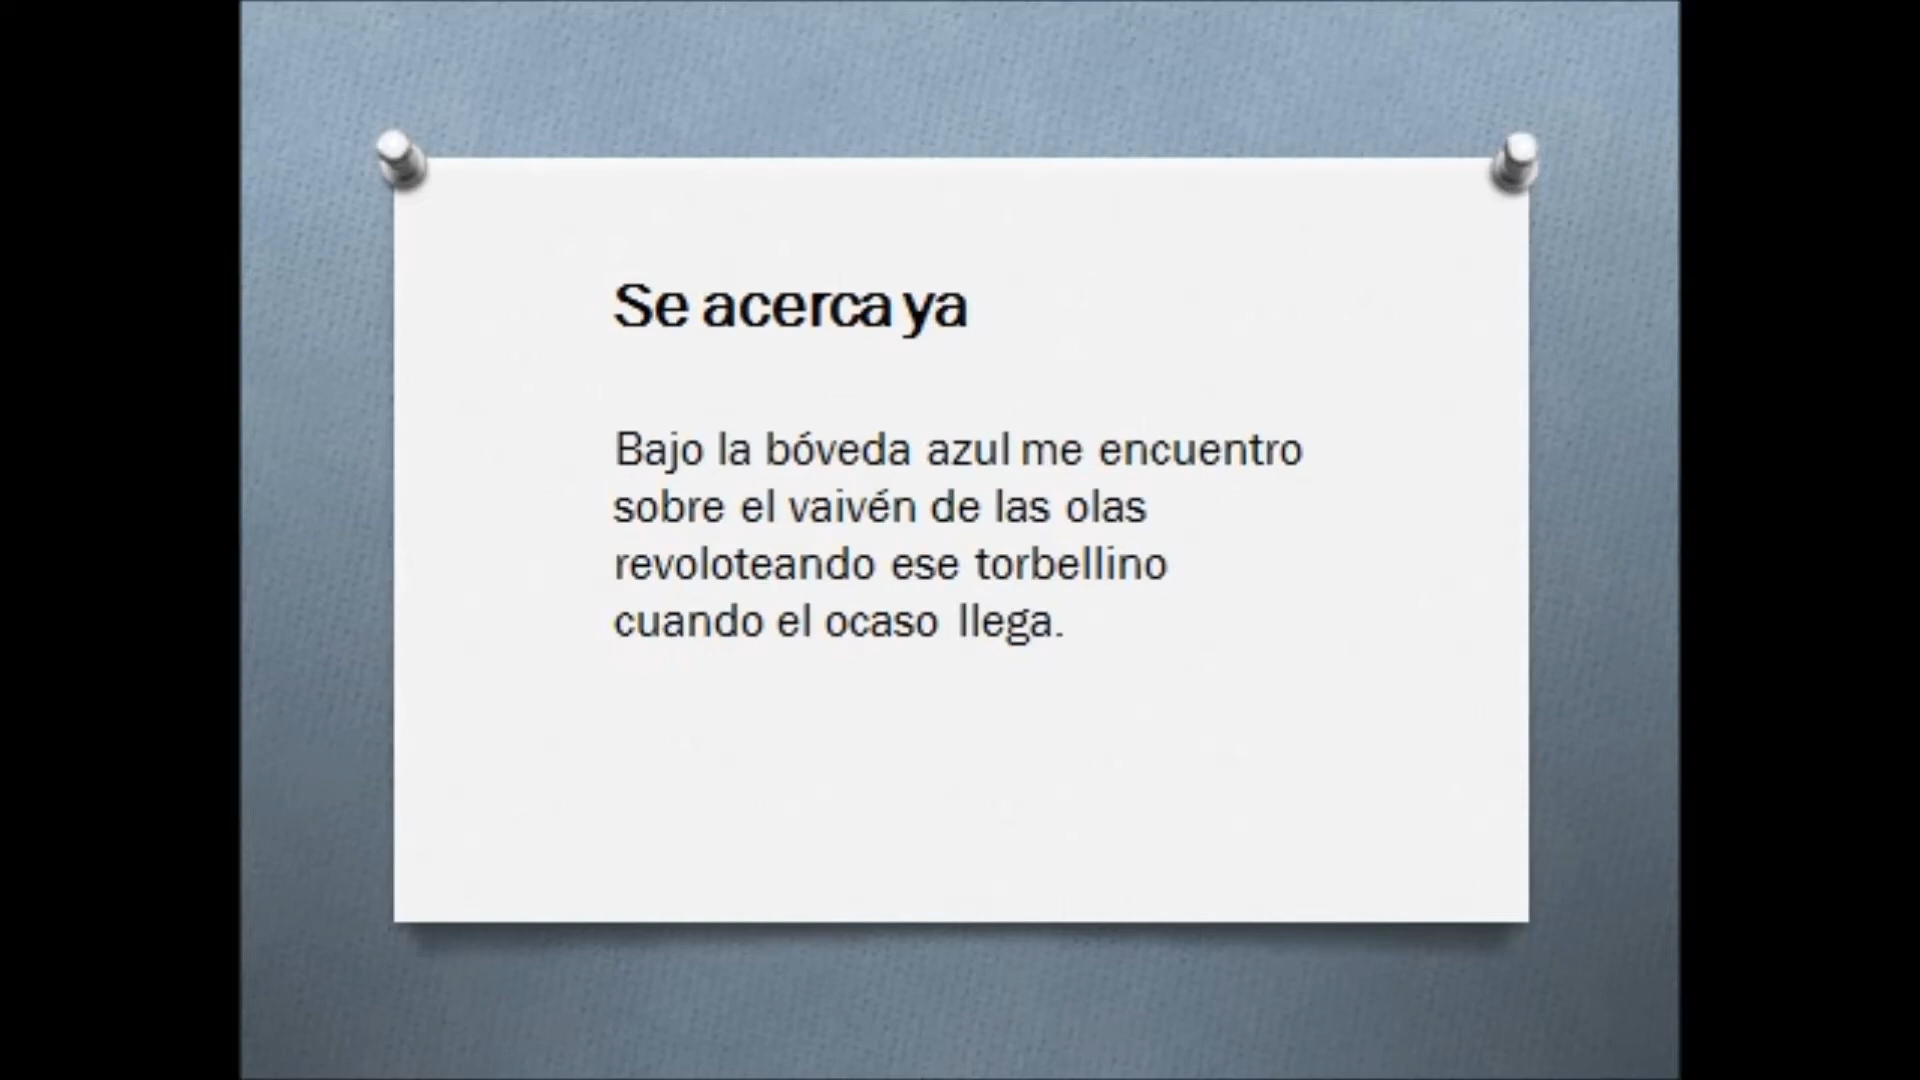 Se acerca ya
Bajo la bóveda azul me encuentro
sobre el vaivén de las olas
revoloteando ese torbellino
cuando el ocaso llega.